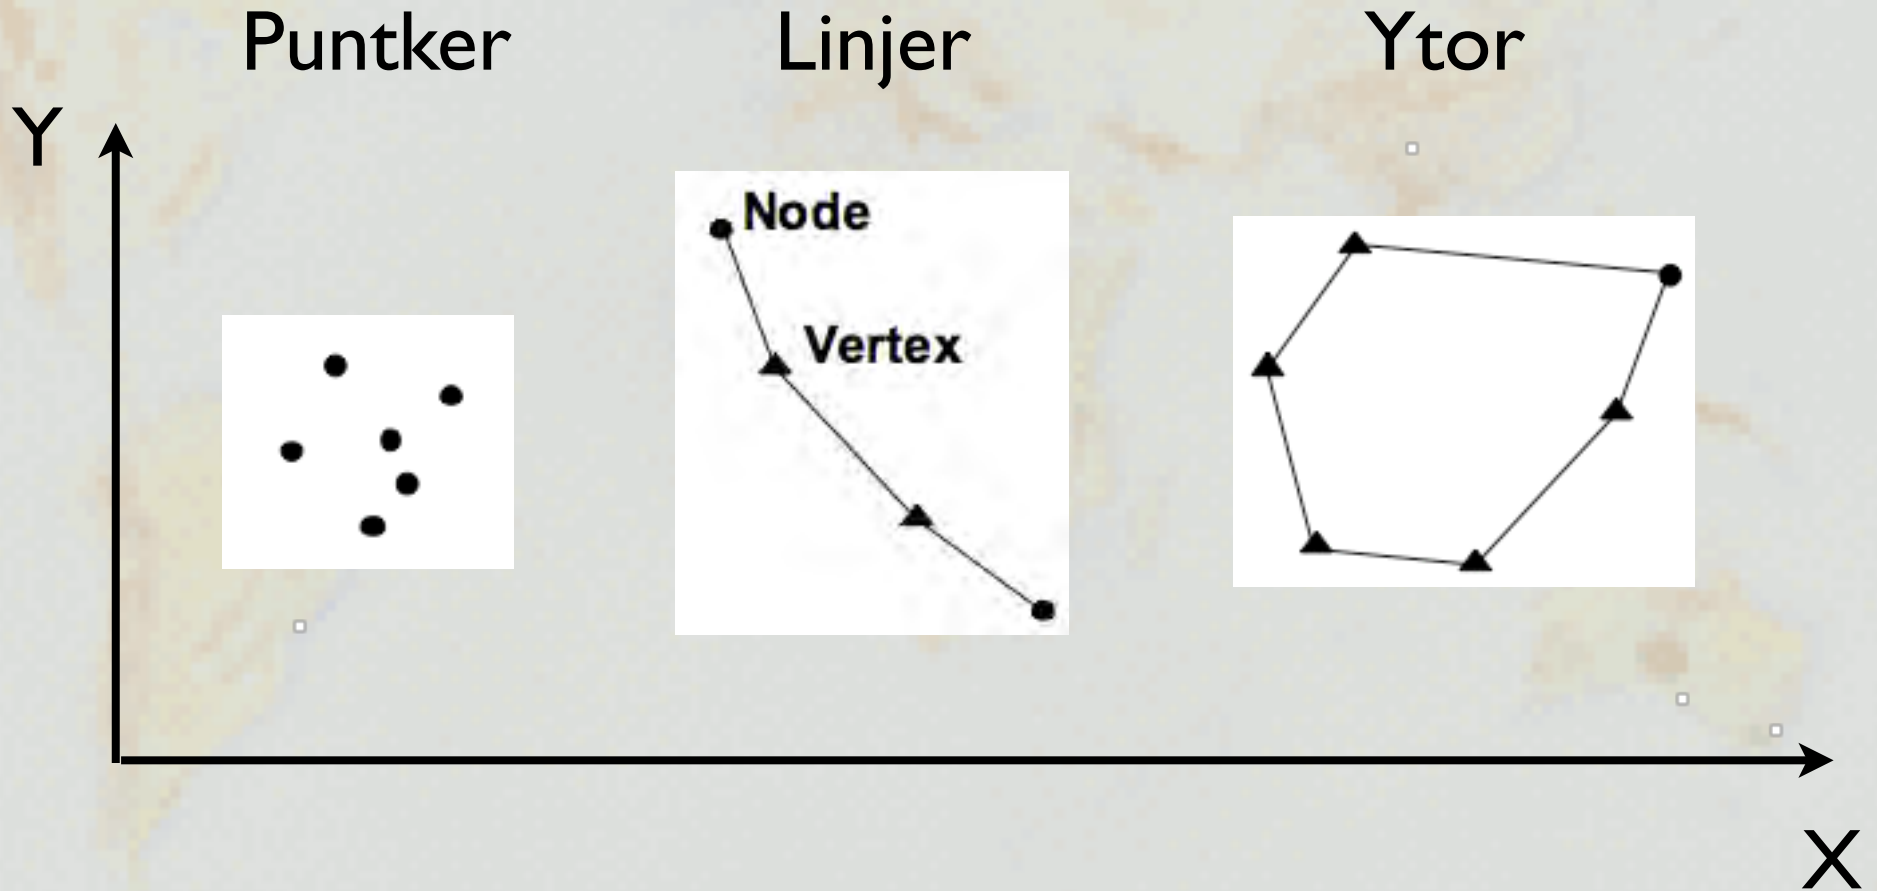 Puntker
Linjer
Ytor
Y
Node
Vertex
X